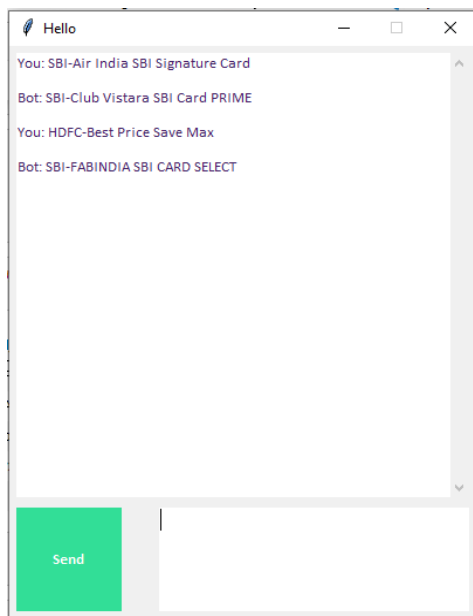 Hello
You: SBI-Air India SBI Signature Card
Bot: SBI-Club Vistara SBI Card PRIME
You: HDFC-Best Price Save Max
Bot: SBI-FABINDIA SBI CARD SELECT
Send